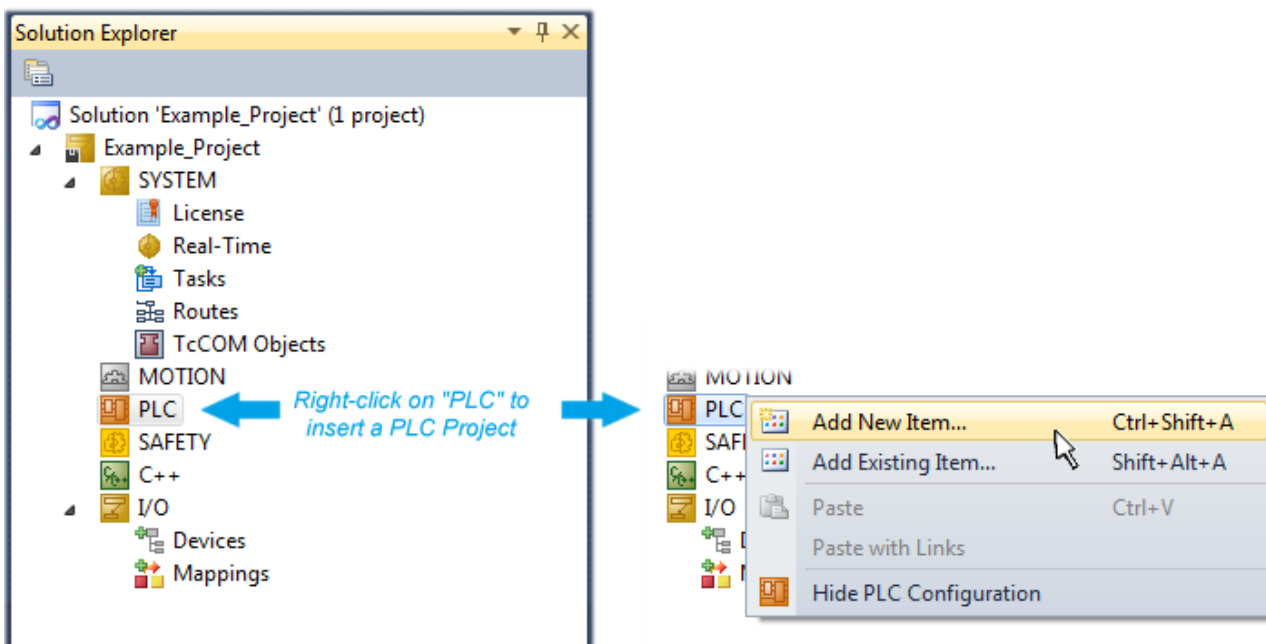 Solution Explorer
Solution 'Example_Project' (1 project)
Example_Project
SYSTEM
License
Real-Time
Tasks
Routes
TcCOM Objects
MOTION
PLC
SAFETY
C++
I/O
Devices
Mappings
Right-click on "PLC" to
insert a PLC Project
MOTION
PLC
SAF
C++
I/O
Add New Item... Ctrl+Shift+A
Add Existing Item... Shift+Alt+A
Paste Ctrl+V
Paste with Links
Hide PLC Configuration